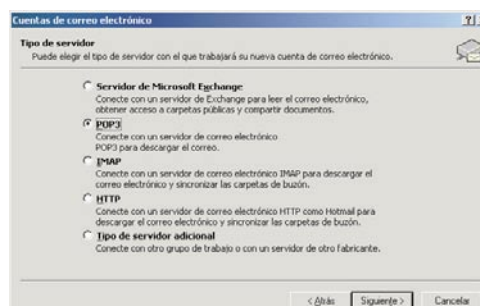 Cuentas de correo electrónico
Tipo de servidor
Puede elegir el tipo de servidor con el que trabajará su nueva cuenta de correo electrónico.
Servidor de Microsoft Exchange
Conecte con un servidor de Exchange para leer el correo electrónico,
obtener acceso a carpetas públicas y compartir documentos.
POP3
Conecte con un servidor de correo electrónico
POP3 para descargar el correo.
IMAP
Conecte con un servidor de correo electrónico IMAP para descargar el
correo electrónico y sincronizar las carpetas de buzón.
HTTP
Conecte con un servidor de correo electrónico HTTP como Hotmail para
descargar el correo electrónico y sincronizar las carpetas de buzón.
Tipo de servidor adicional
Conecte con otro grupo de trabajo o con un servidor de otro fabricante.
< Atrás Siguiente > Cancelar